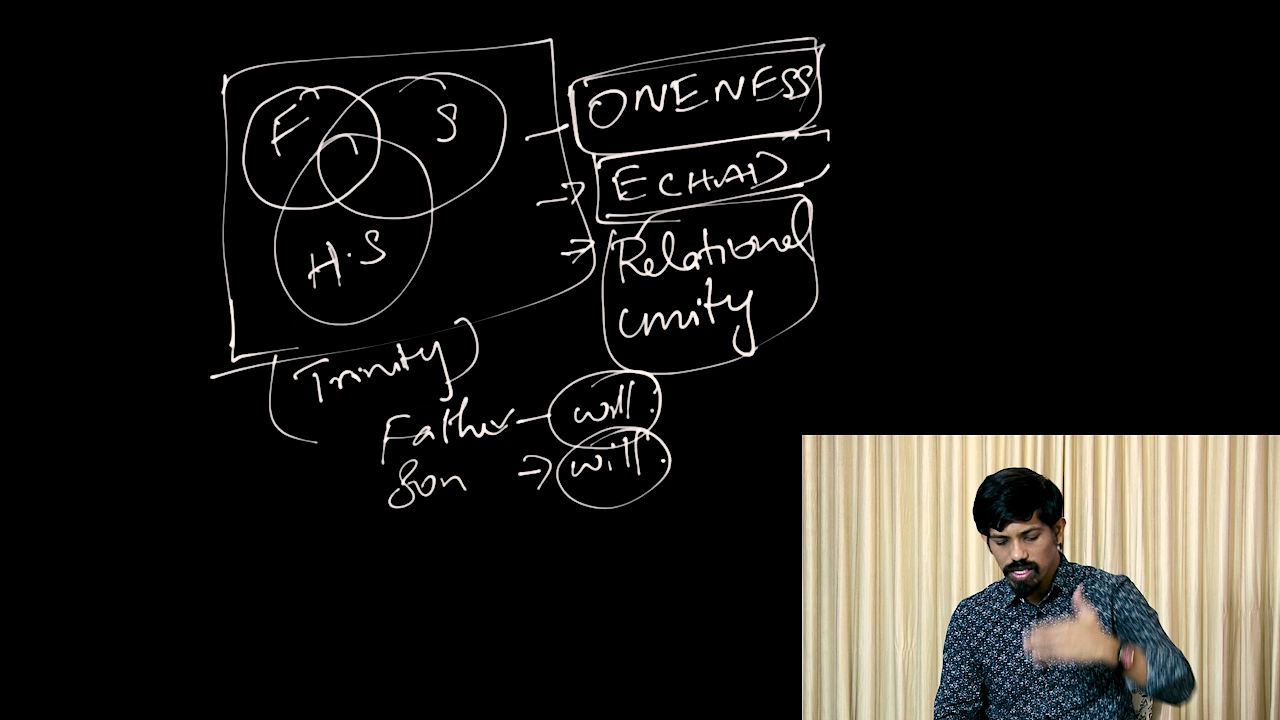 F S
H.S
ONENESS
ECHAD
Relational
unity
Trinity
Father - will.
Son → will.